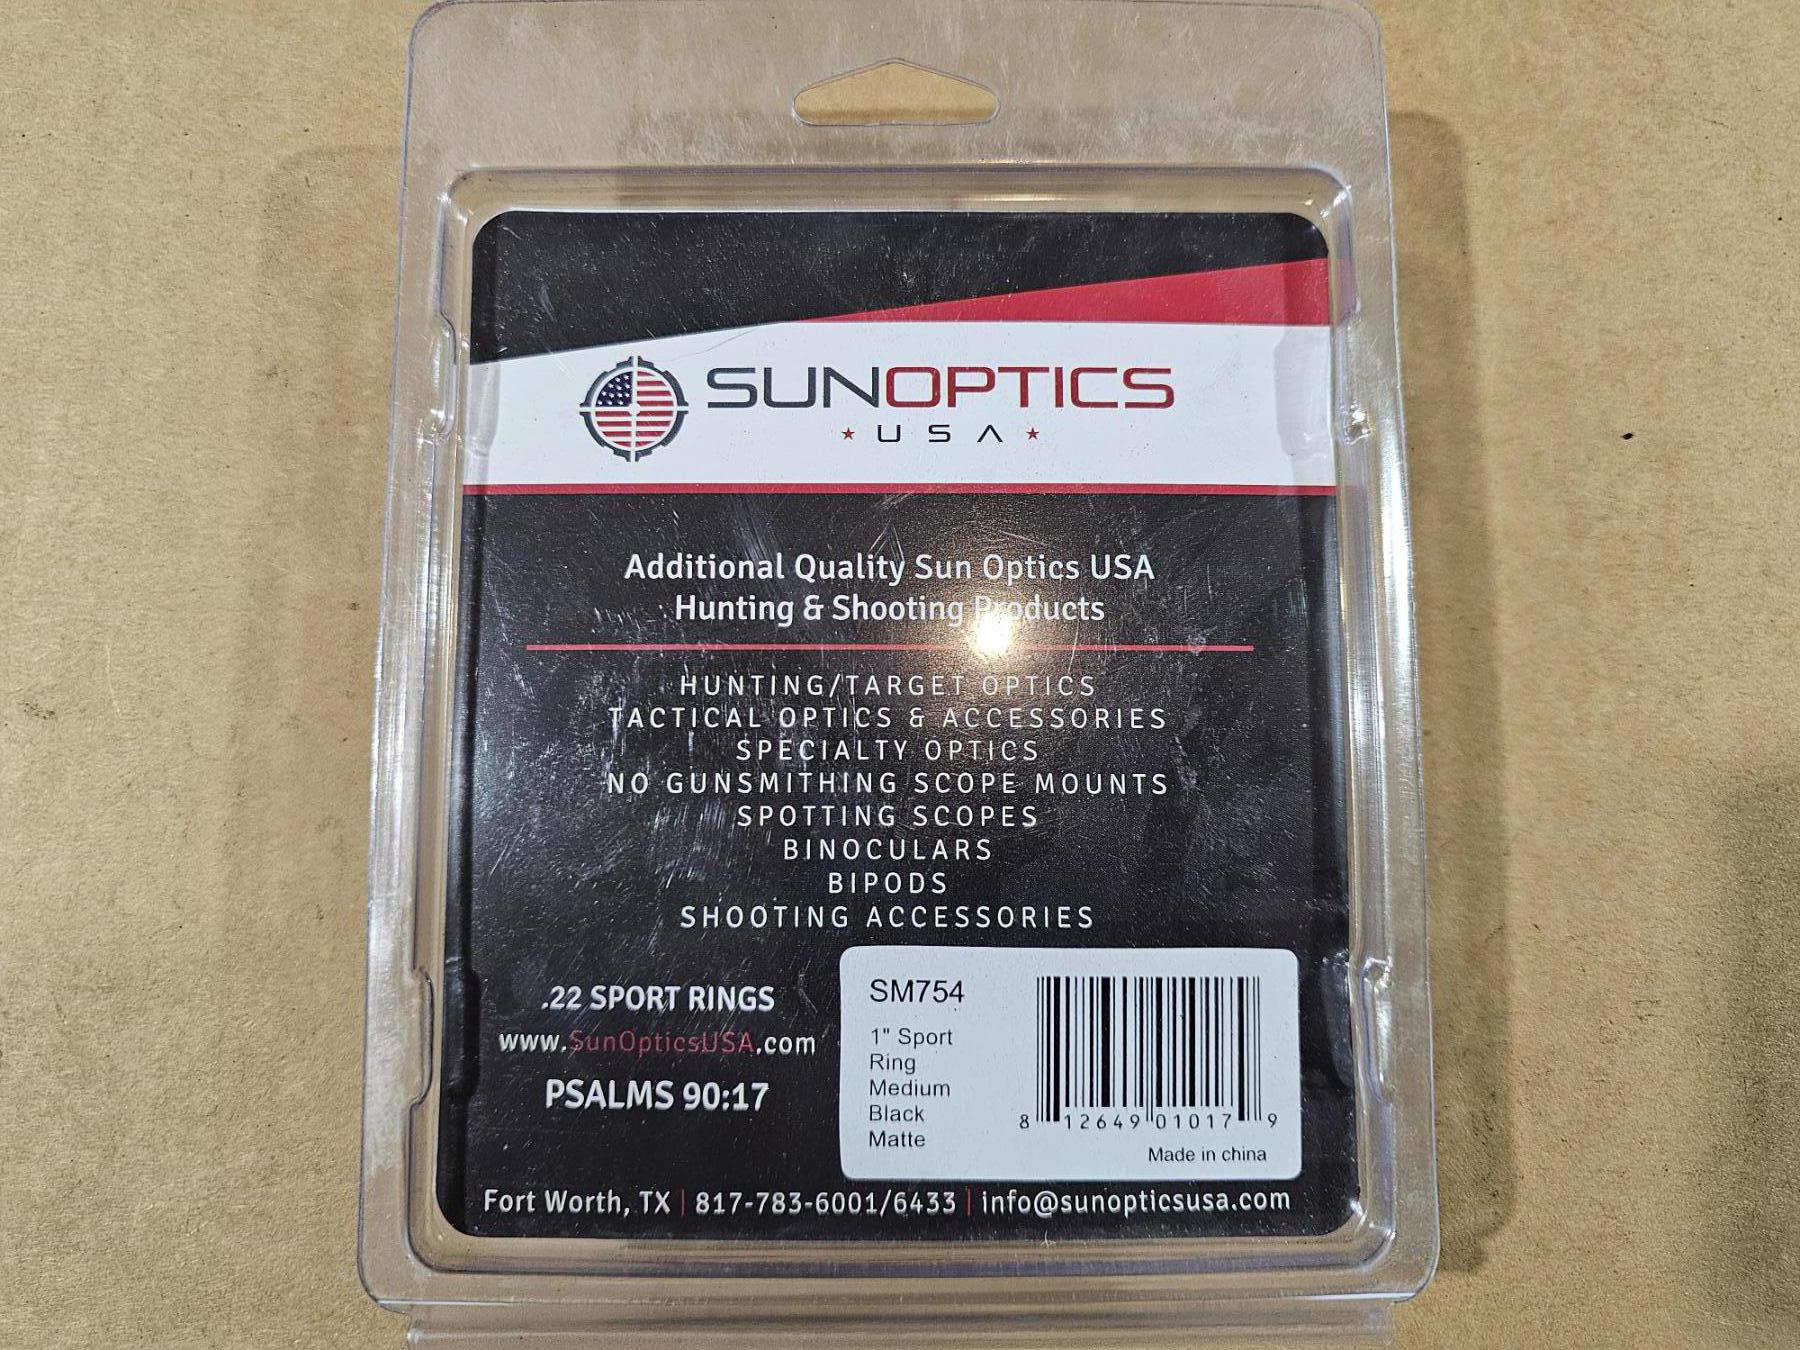 SUNOPTICS
USA
Additional Quality Sun Optics USA
Hunting & Shooting Products
HUNTING/TARGET OPTICS
TACTICAL OPTICS & ACCESSORIES
SPECIALTY OPTICS
NO GUNSMITHING SCOPE MOUNTS
SPOTTING SCOPES
BINOCULARS
BIPODS
SHOOTING ACCESSORIES
.22 SPORT RINGS
www.SunOpticsUSA.com
PSALMS 90:17
SM754
1" Sport
Ring
Medium
Black
Matte
8 12649 01017 9
Made in china
Fort Worth, TX | 817-783-6001/6433 | info@sunopticsusa.com